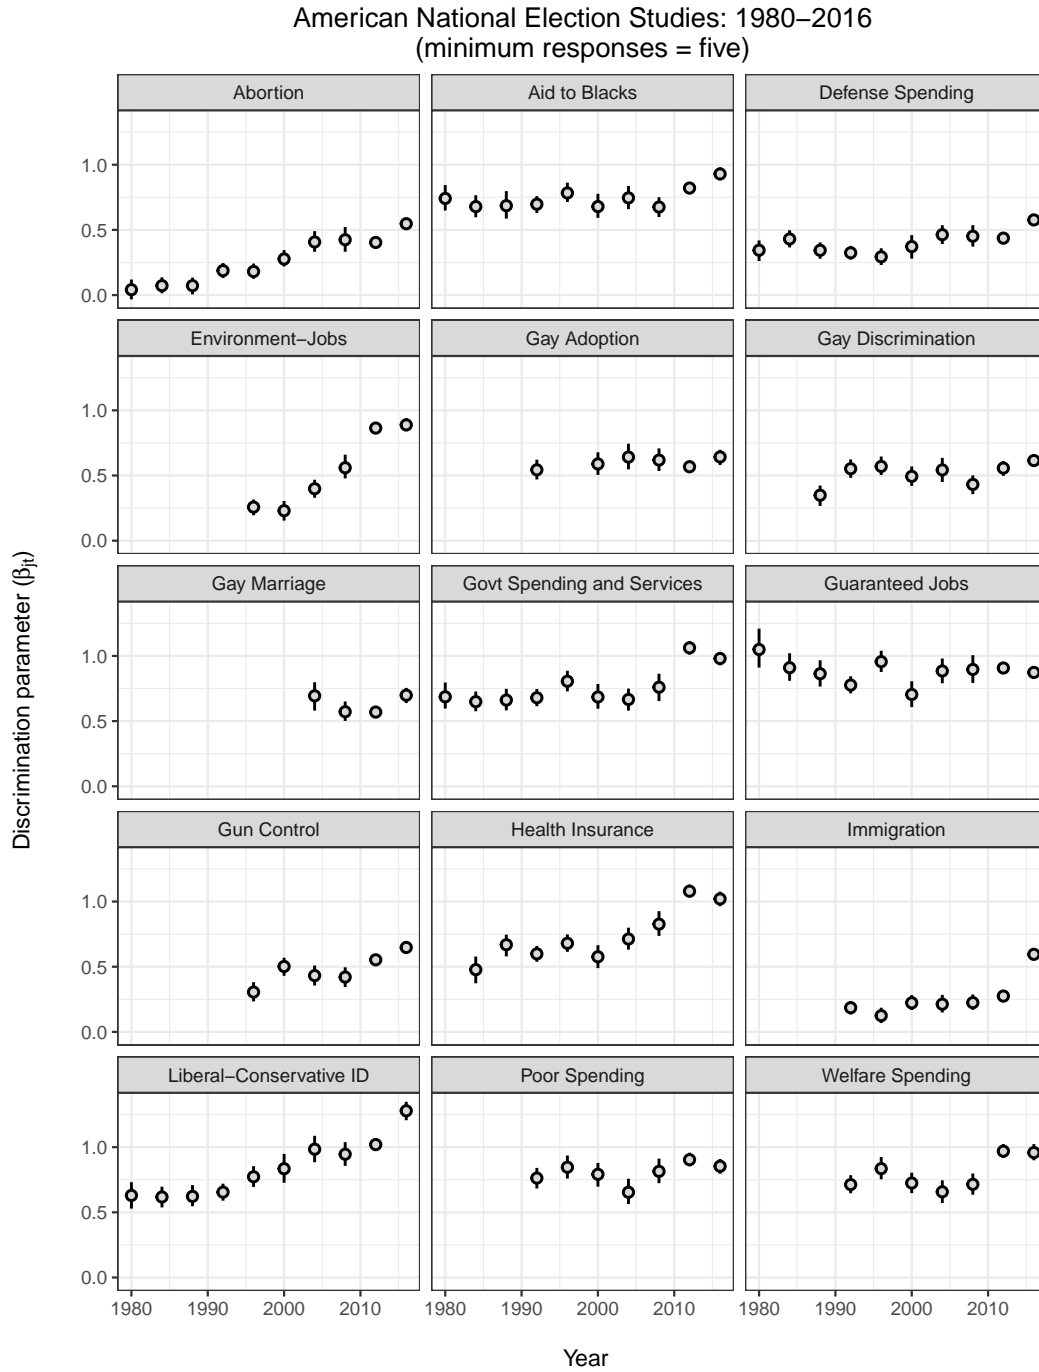 American National Election Studies: 1980−2016
(minimum responses = five)
Abortion
Aid to Blacks
Defense Spending
1.0
0.5
0.0
Environment−Jobs
Gay Adoption
Gay Discrimination
1.0
0.5
0.0
Gay Marriage
Govt Spending and Services
Guaranteed Jobs
1.0
0.5
0.0
Gun Control
Health Insurance
Immigration
1.0
0.5
0.0
Liberal−Conservative ID
Poor Spending
Welfare Spending
1.0
0.5
0.0
1980 1990 2000 2010
1980 1990 2000 2010
1980 1990 2000 2010
Year
Discrimination parameter (βjt)